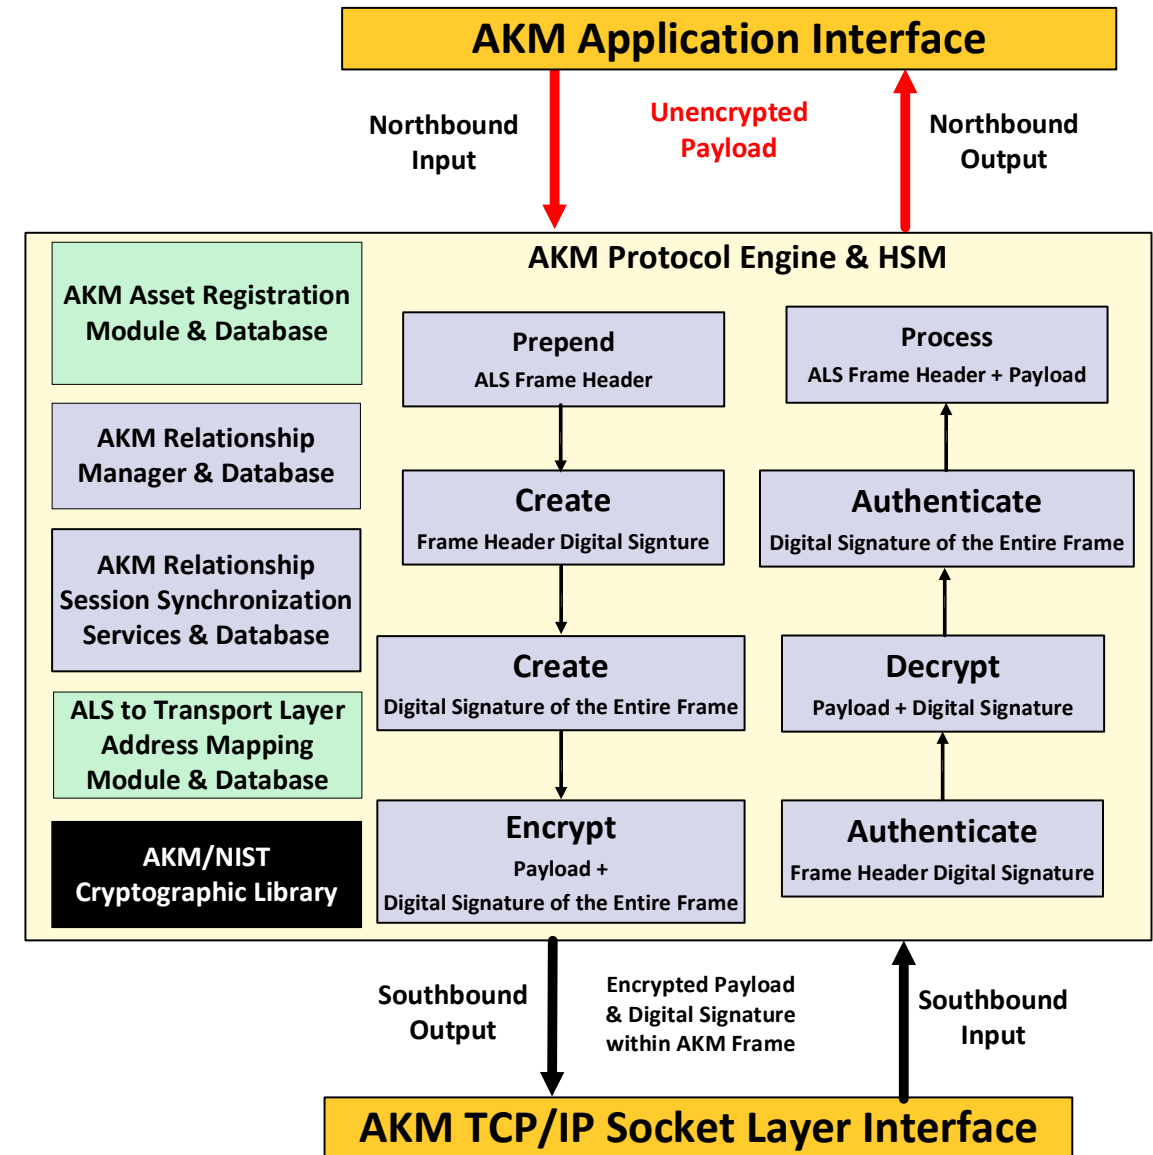 AKM Application Interface
Northbound
Input
Unencrypted
Payload
Northbound
Output
AKM Protocol Engine & HSM
AKM Asset Registration
Module & Database
AKM Relationship
Manager & Database
AKM Relationship
Session Synchronization
Services & Database
ALS to Transport Layer
Address Mapping
Module & Database
AKM/NIST
Cryptographic Library
Prepend
ALS Frame Header
Create
Frame Header Digital Signture
Create
Digital Signature of the Entire Frame
Encrypt
Payload +
Digital Signature of the Entire Frame
Process
ALS Frame Header + Payload
Authenticate
Digital Signature of the Entire Frame
Decrypt
Payload + Digital Signature
Authenticate
Frame Header Digital Signature
Southbound
Output
Encrypted Payload
& Digital Signature
within AKM Frame
Southbound
Input
AKM TCP/IP Socket Layer Interface